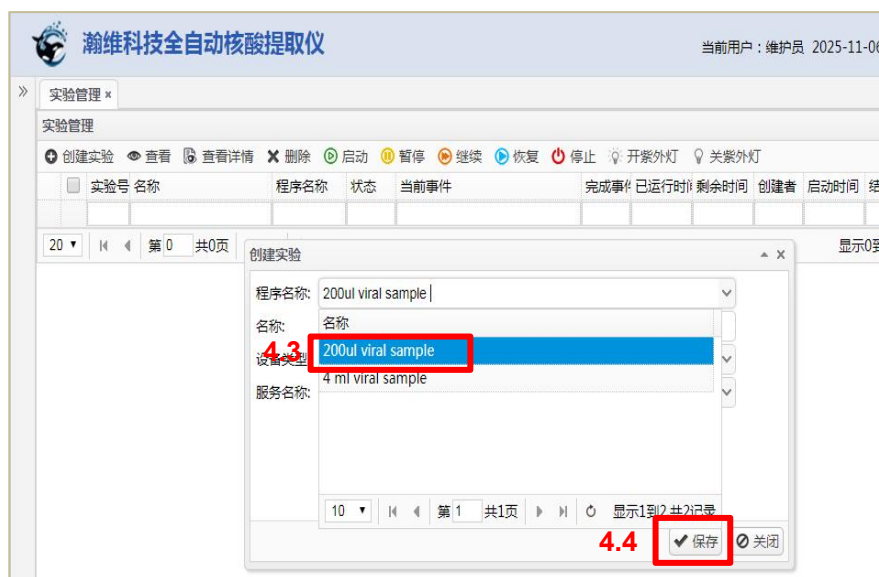 瀚维科技全自动核酸提取仪
当前用户：维护员 2025-11-06
实验管理 ×
实验管理
创建实验 查看 查看详情 删除 启动 暂停 继续 恢复 停止 开紫外灯 关紫外灯
实验号 名称 程序名称 状态 当前事件 完成事件 已运行时间 剩余时间 创建者 启动时间 结
20 第 0 共0页 显示0到
创建实验
程序名称: 200ul viral sample
名称: 名称
4.3 设备类型 200ul viral sample
4 ml viral sample
服务名称:
10 第 1 共1页 显示1到2,共2记录
4.4 保存 关闭